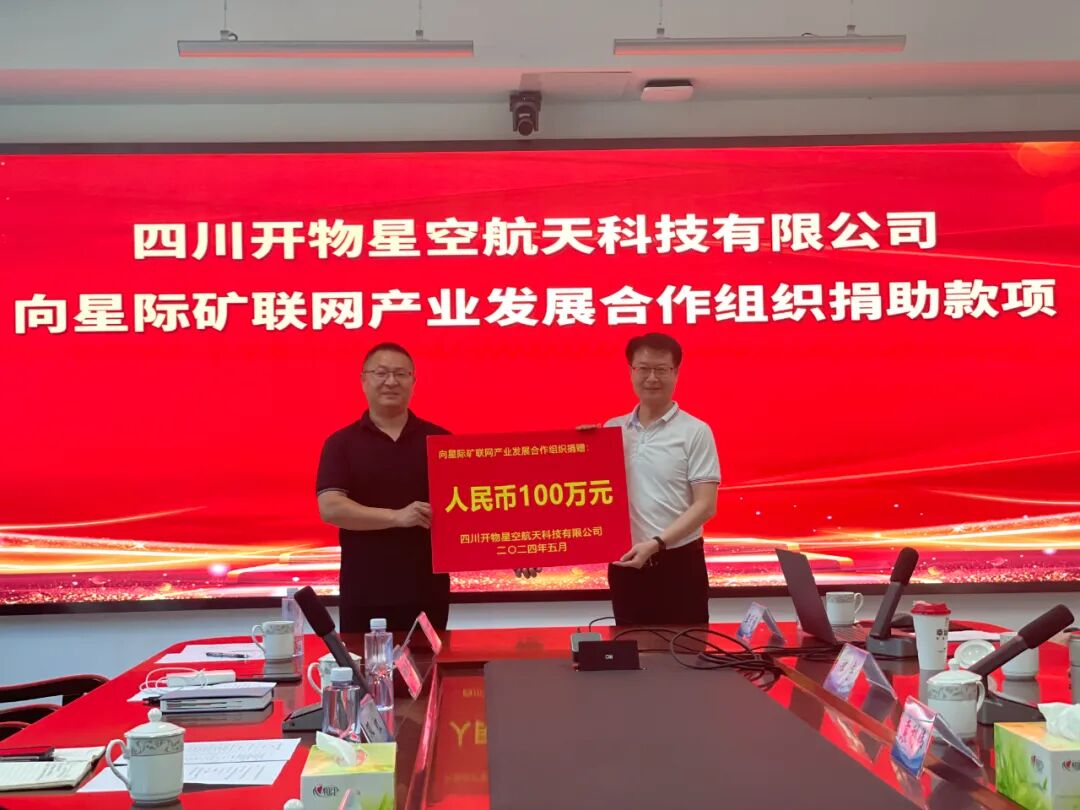 四川开物星空航天科技有限公司
向星际矿联网产业发展合作组织捐助款项
向星际矿联网产业发展合作组织捐赠:
人民币100万元
四川开物星空航天科技有限公司
二〇二四年五月